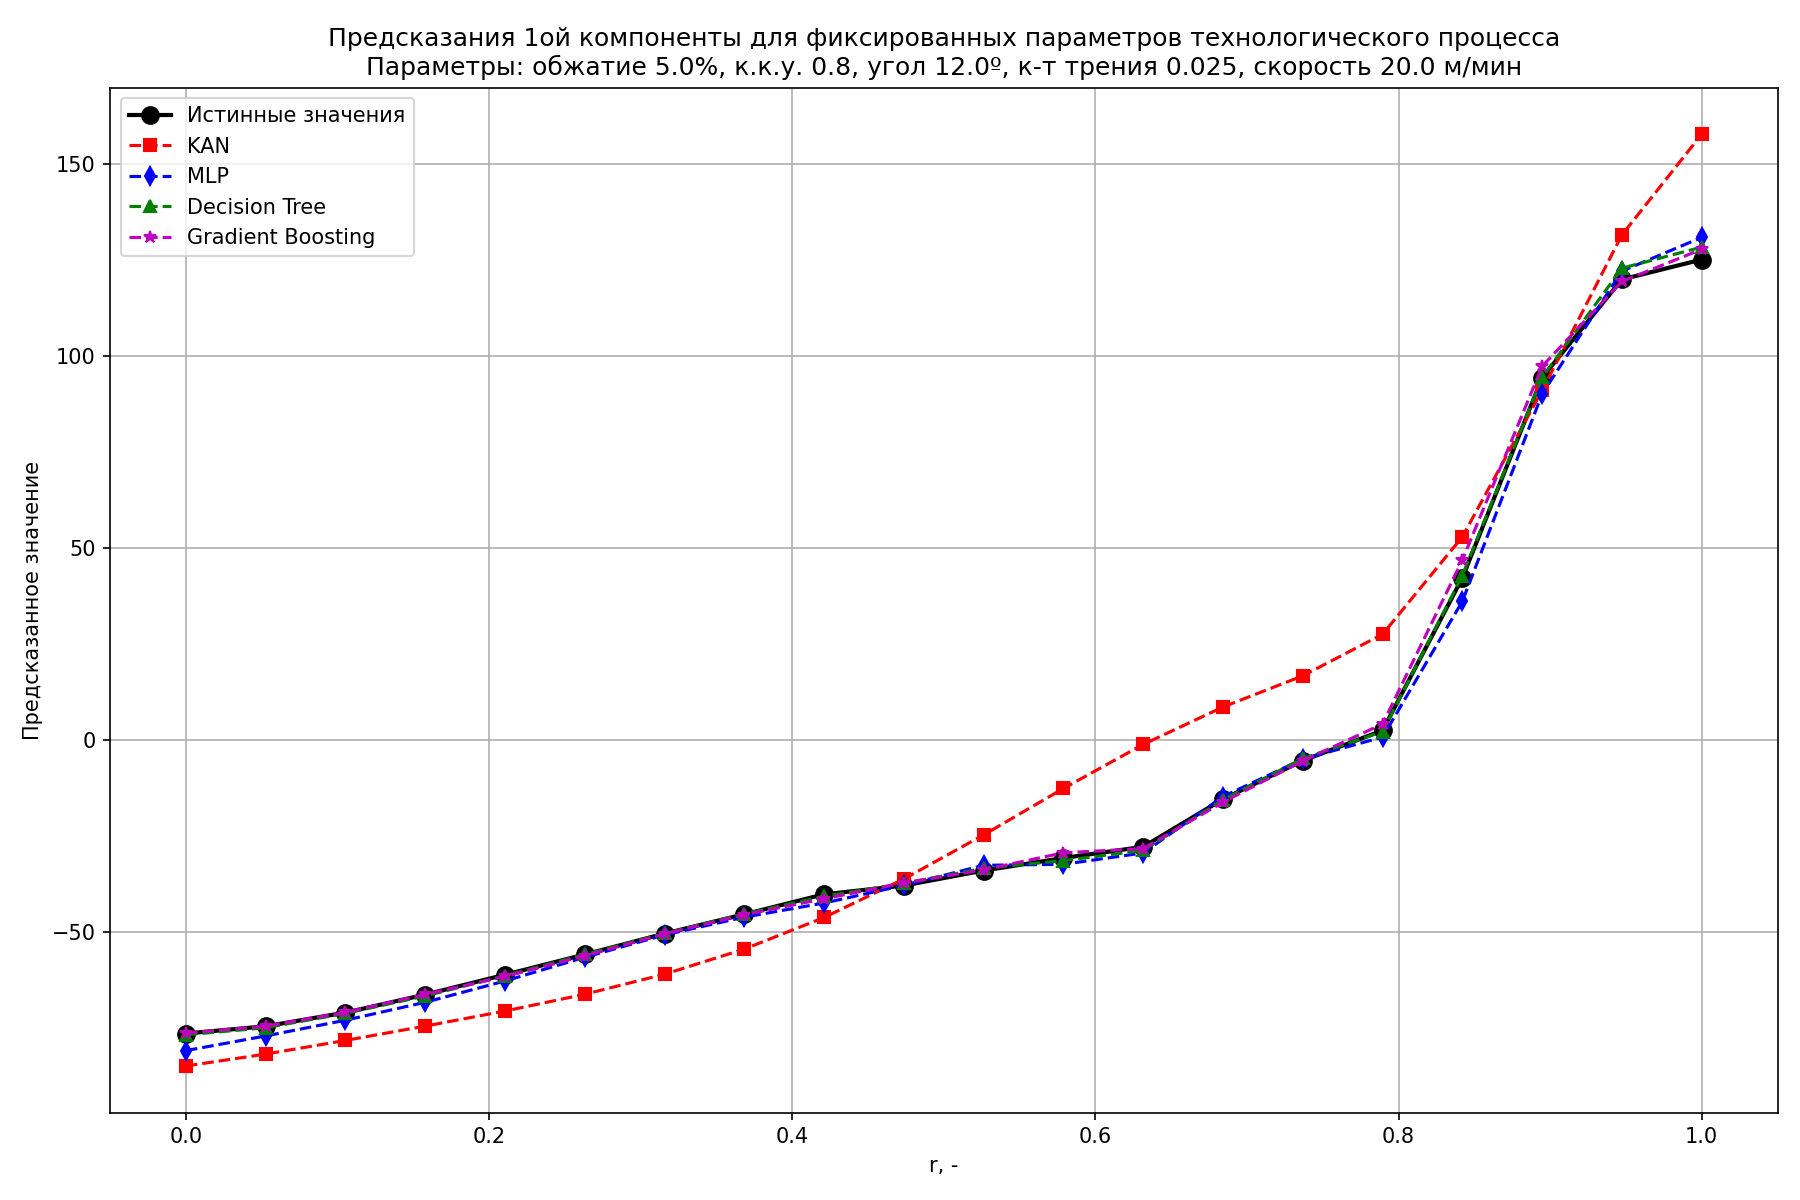 Предсказания 1ой компоненты для фиксированных параметров технологического процесса
Параметры: обжатие 5.0%, к.к.у. 0.8, угол 12.0º, к-т трения 0.025, скорость 20.0 м/мин
Истинные значения
KAN
MLP
Decision Tree
Gradient Boosting
Предсказанное значение
150
100
50
0
−50
0.0
0.2
0.4
0.6
0.8
1.0
r, -